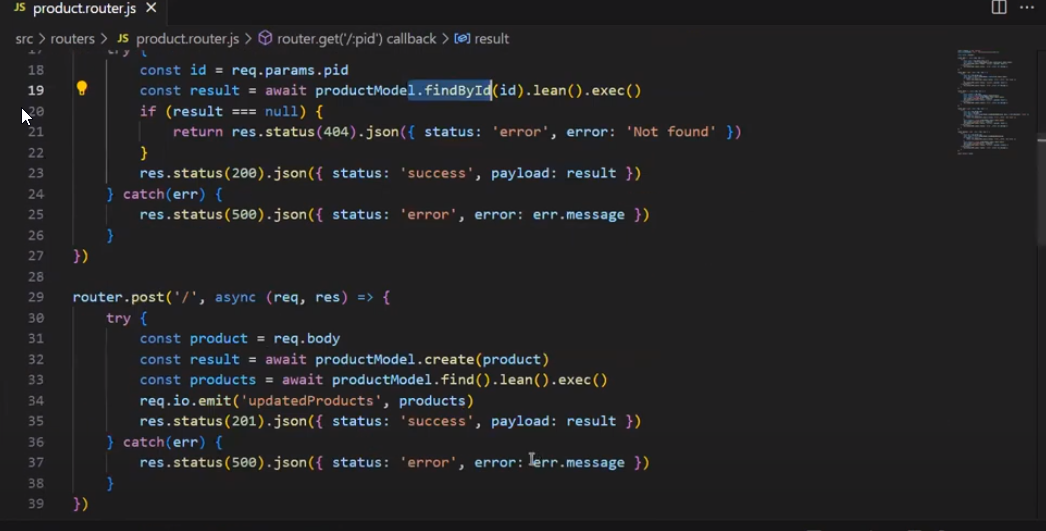 JS product.router.js ×
src > routers > JS product.router.js > router.get('/:pid') callback > result
17 try {
18 const id = req.params.pid
19 const result = await productModel.findById(id).lean().exec()
20 if (result === null) {
21 return res.status(404).json({ status: 'error', error: 'Not found' })
22 }
23 res.status(200).json({ status: 'success', payload: result })
24 } catch(err) {
25 res.status(500).json({ status: 'error', error: err.message })
26 }
27 })
28
29 router.post('/', async (req, res) => {
30 try {
31 const product = req.body
32 const result = await productModel.create(product)
33 const products = await productModel.find().lean().exec()
34 req.io.emit('updatedProducts', products)
35 res.status(201).json({ status: 'success', payload: result })
36 } catch(err) {
37 res.status(500).json({ status: 'error', error: err.message })
38 }
39 })